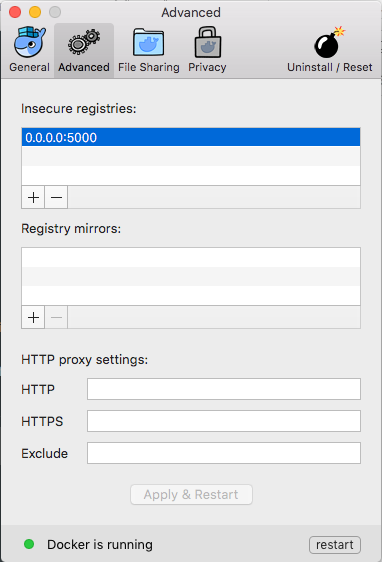 Advanced
General Advanced File Sharing Privacy Uninstall / Reset
Insecure registries:
0.0.0.0:5000
+ −
Registry mirrors:
+ −
HTTP proxy settings:
HTTP
HTTPS
Exclude
Apply & Restart
Docker is running restart